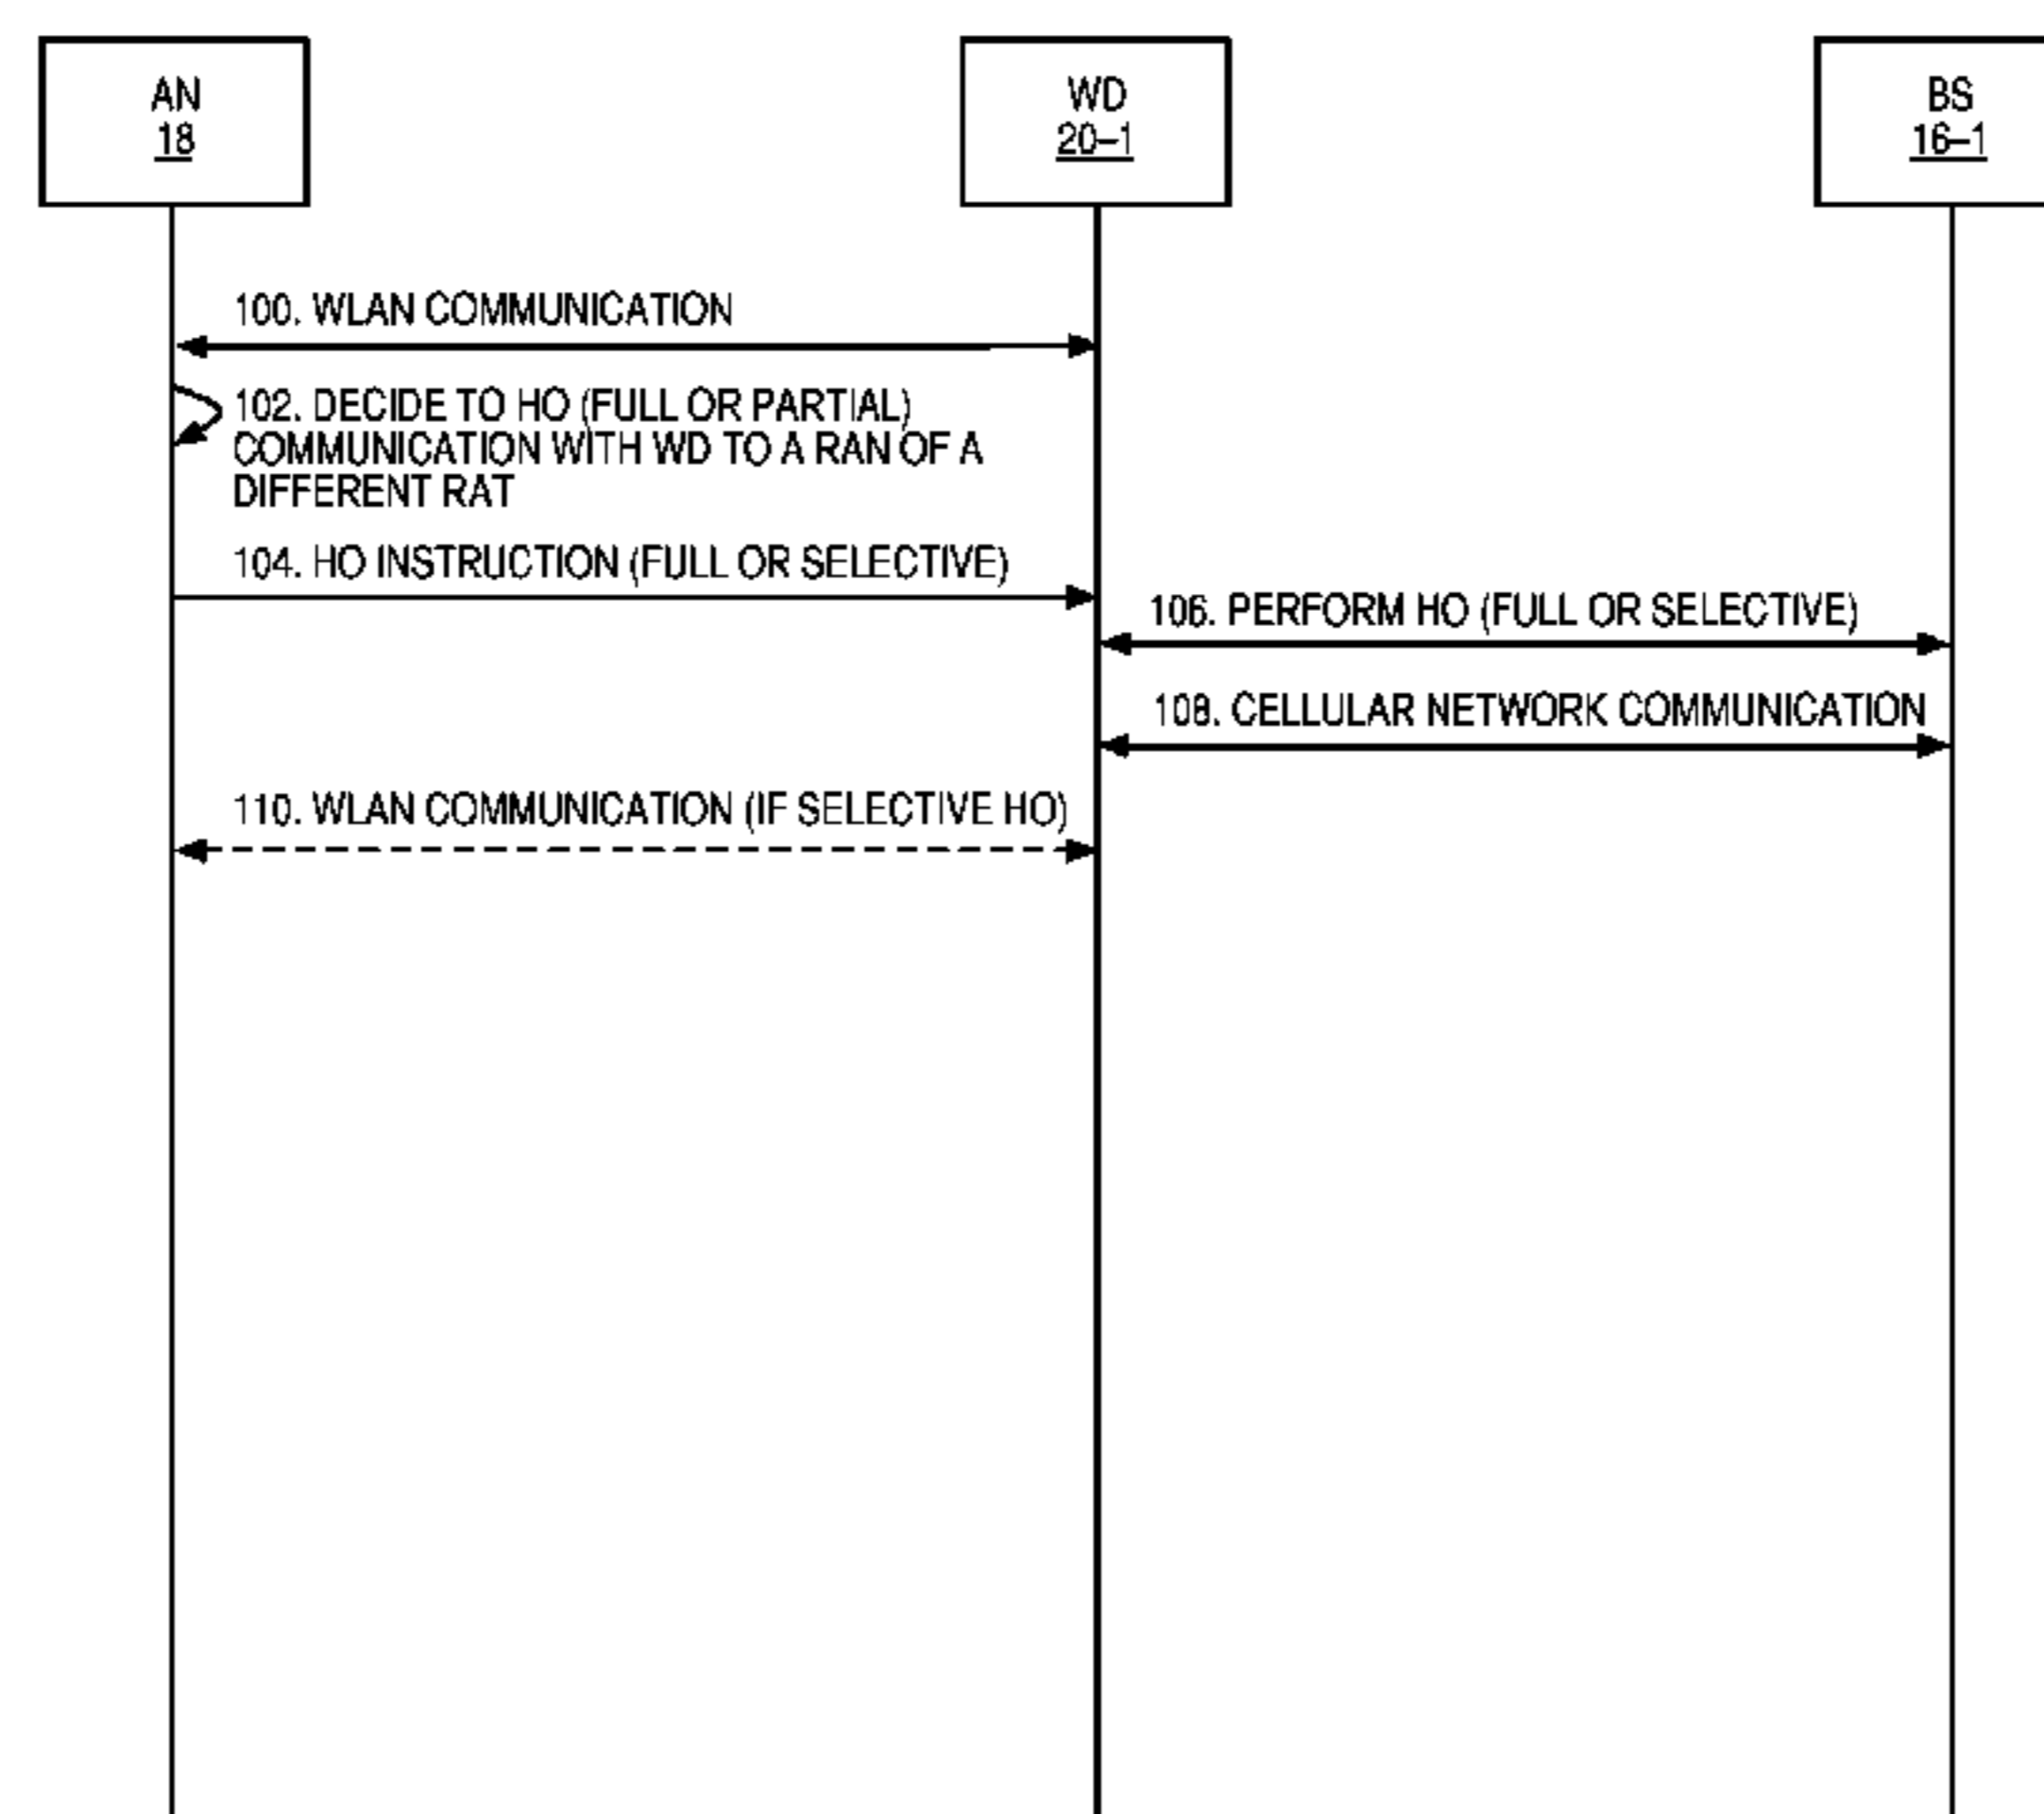 AN
18
WD
20-1
BS
16-1
100. WLAN COMMUNICATION
102. DECIDE TO HO (FULL OR PARTIAL)
COMMUNICATION WITH WD TO A RAN OF A
DIFFERENT RAT
104. HO INSTRUCTION (FULL OR SELECTIVE)
106. PERFORM HO (FULL OR SELECTIVE)
108. CELLULAR NETWORK COMMUNICATION
110. WLAN COMMUNICATION (IF SELECTIVE HO)